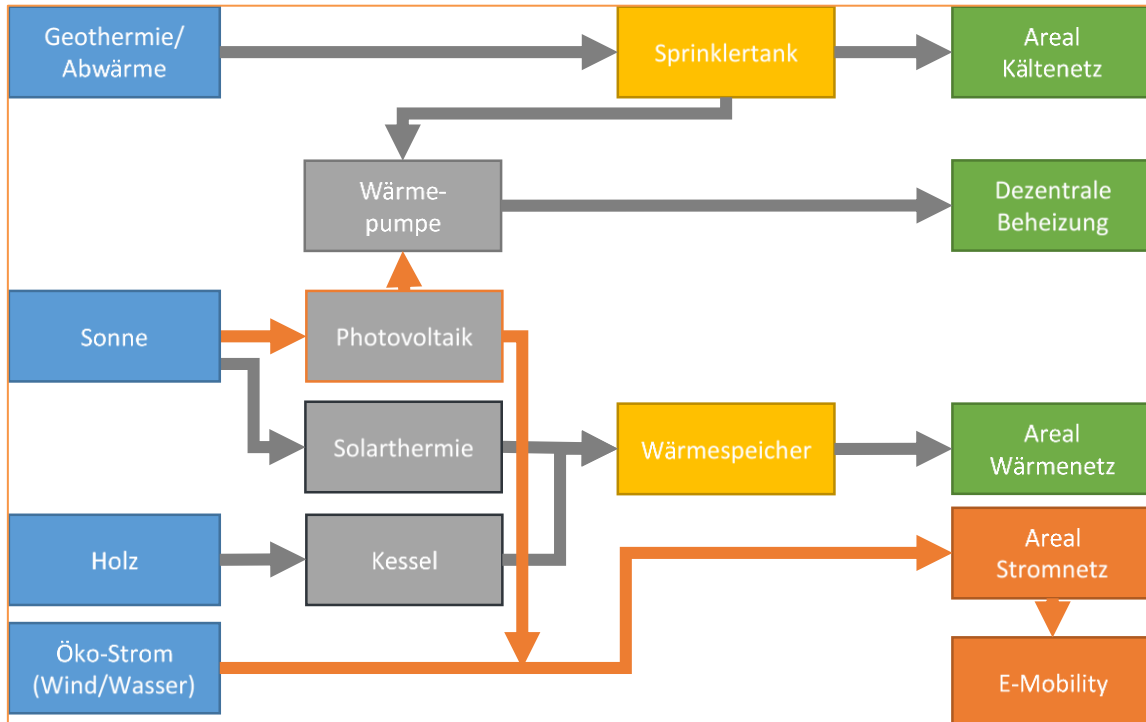 Geothermie/
Abwärme
Sprinklertank
Areal
Kältenetz
Wärme-
pumpe
Dezentrale
Beheizung
Sonne
Photovoltaik
Solarthermie
Wärmespeicher
Areal
Wärmenetz
Holz
Kessel
Areal
Stromnetz
Öko-Strom
(Wind/Wasser)
E-Mobility